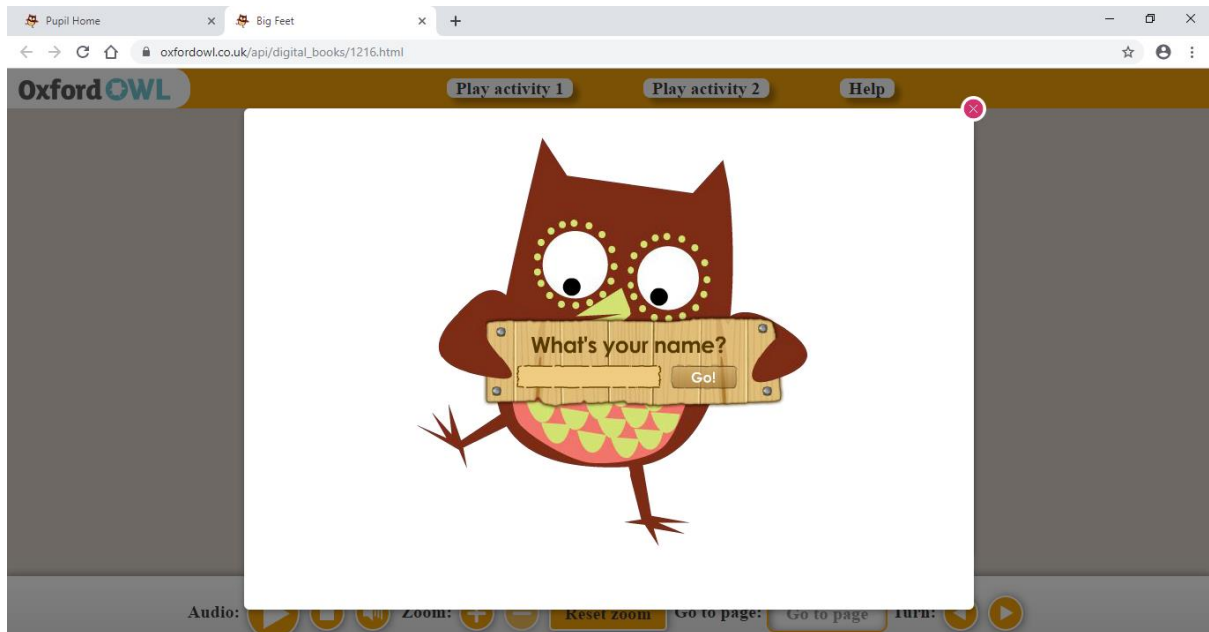 Pupil Home
Big Feet
oxfordowl.co.uk/api/digital_books/1216.html
Oxford OWL
Play activity 1
Play activity 2
Help
What's your name?
Go!
Audio:
Zoom:
Reset zoom
Go to page:
Go to page
Turn: